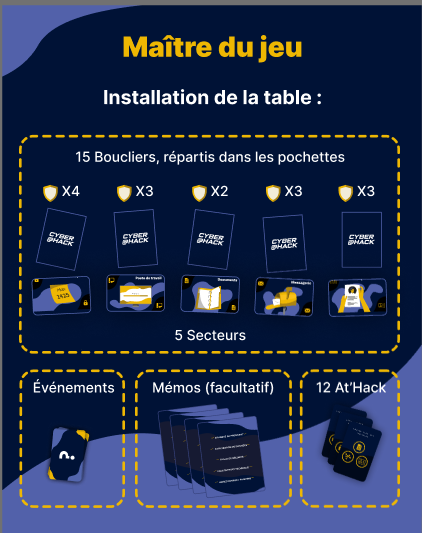 Maître du jeu
Installation de la table :
15 Boucliers, répartis dans les pochettes
X4 X3 X2 X3 X3
CYBER @HACK
CYBER @HACK
CYBER @HACK
CYBER @HACK
CYBER @HACK
Poste de travail
Documents
Messagerie
1425
5 Secteurs
Événements
Mémos (facultatif)
12 At'Hack